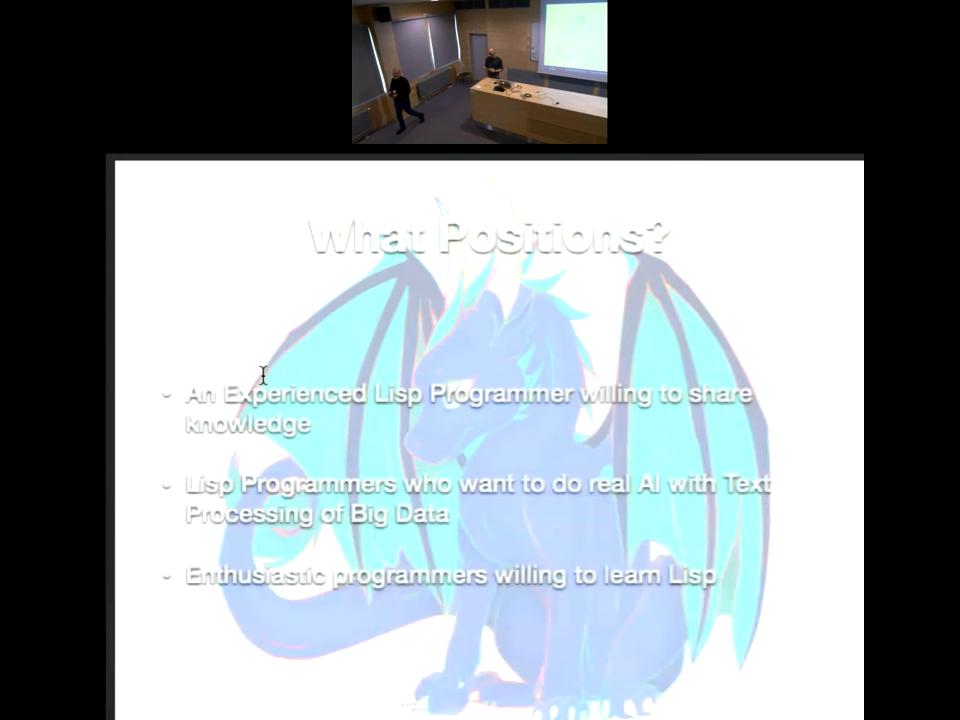 What Positions?
• An Experienced Lisp Programmer willing to share
knowledge
• Lisp Programmers who want to do real AI with Text
Processing of Big Data
• Enthusiastic programmers willing to learn Lisp